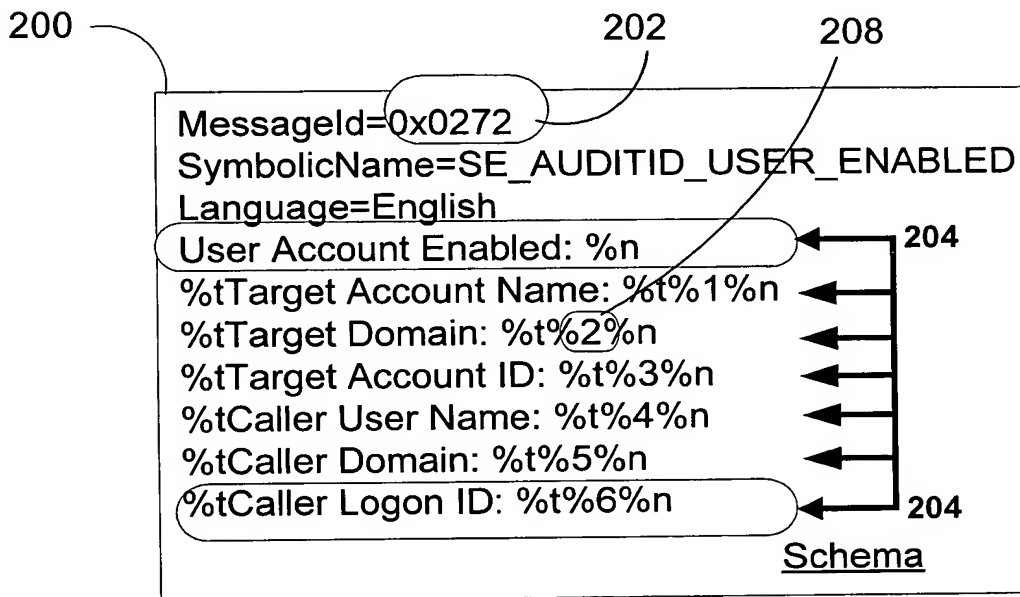 200
202
208
MessageId=0x0272
SymbolicName=SE_AUDITID_USER_ENABLED
Language=English
User Account Enabled: %n
204
%tTarget Account Name: %t%1%n
%tTarget Domain: %t%2%n
%tTarget Account ID: %t%3%n
%tCaller User Name: %t%4%n
%tCaller Domain: %t%5%n
%tCaller Logon ID: %t%6%n
204
Schema